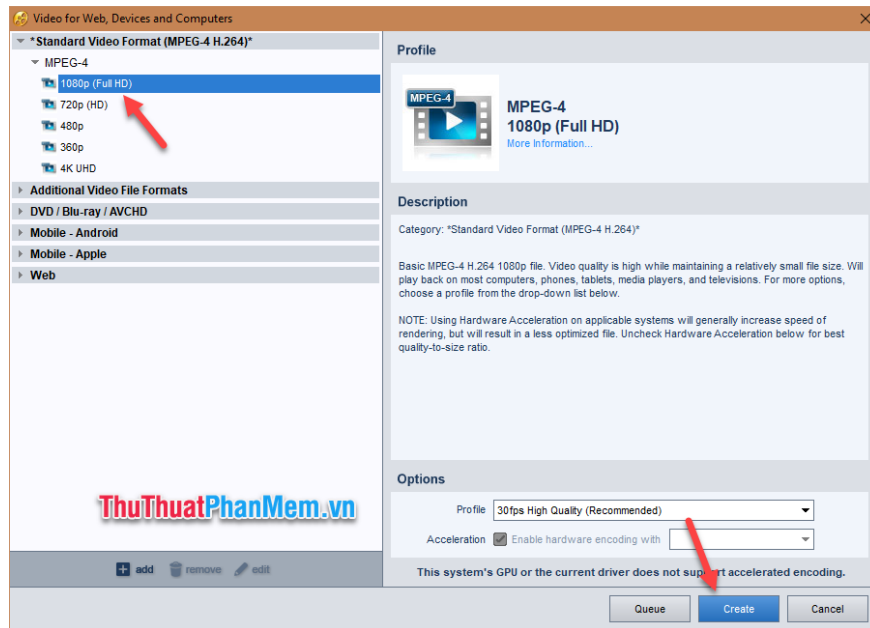 Video for Web, Devices and Computers
*Standard Video Format (MPEG-4 H.264)*
MPEG-4
1080p (Full HD)
720p (HD)
480p
360p
4K UHD
Additional Video File Formats
DVD / Blu-ray / AVCHD
Mobile - Android
Mobile - Apple
Web
ThuThuatPhanMem.vn
add remove edit
Profile
MPEG-4
MPEG-4
1080p (Full HD)
More Information...
Description
Category: *Standard Video Format (MPEG-4 H.264)*
Basic MPEG-4 H.264 1080p file. Video quality is high while maintaining a relatively small file size. Will
play back on most computers, phones, tablets, media players, and televisions. For more options,
choose a profile from the drop-down list below.
NOTE: Using Hardware Acceleration on applicable systems will generally increase speed of
rendering, but will result in a less optimized file. Uncheck Hardware Acceleration below for best
quality-to-size ratio.
Options
Profile 30fps High Quality (Recommended)
Acceleration Enable hardware encoding with
This system's GPU or the current driver does not support accelerated encoding.
Queue Create Cancel